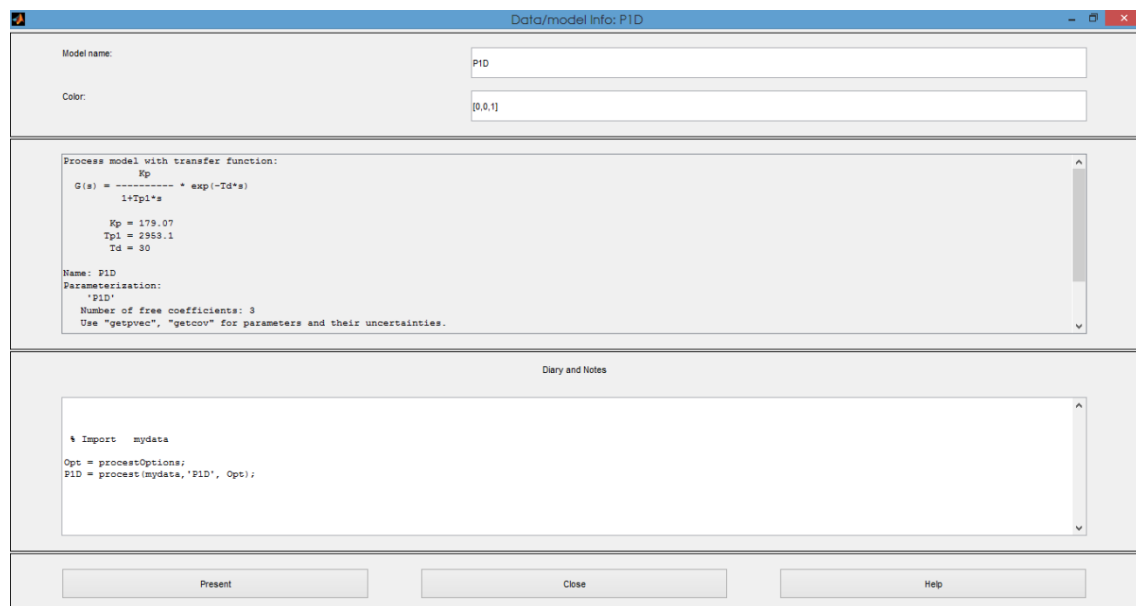 Data/model Info: P1D
Model name:
P1D
Color:
[0,0,1]
Process model with transfer function:
Kp
G(s) = ---------- * exp(-Td*s)
1+Tp1*s
Kp = 179.07
Tp1 = 2953.1
Td = 30
Name: P1D
Parameterization:
'P1D'
Number of free coefficients: 3
Use "getpvec", "getcov" for parameters and their uncertainties.
Diary and Notes
% Import   mydata
Opt = procestOptions;
P1D = procest(mydata,'P1D', Opt);
Present
Close
Help